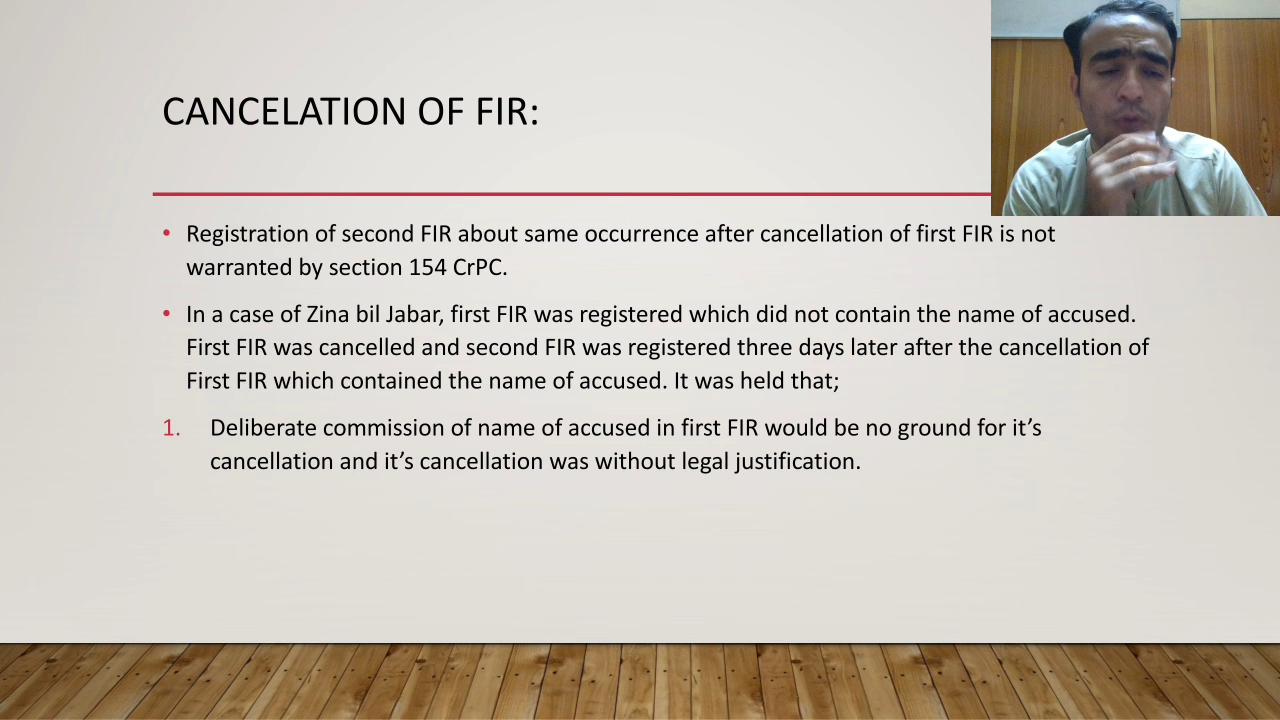 CANCELATION OF FIR:
• Registration of second FIR about same occurrence after cancellation of first FIR is not
warranted by section 154 CrPC.
• In a case of Zina bil Jabar, first FIR was registered which did not contain the name of accused.
First FIR was cancelled and second FIR was registered three days later after the cancellation of
First FIR which contained the name of accused. It was held that;
1. Deliberate commission of name of accused in first FIR would be no ground for it’s
cancellation and it’s cancellation was without legal justification.